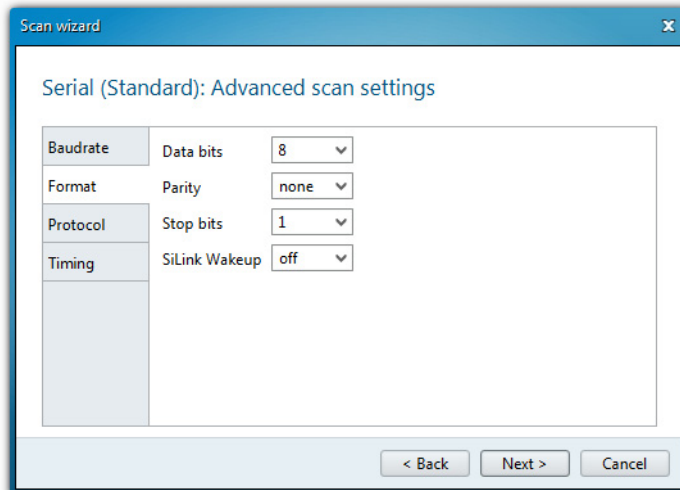 Scan wizard
Serial (Standard): Advanced scan settings
Baudrate
Format
Protocol
Timing
Data bits 8
Parity none
Stop bits 1
SiLink Wakeup off
< Back Next > Cancel